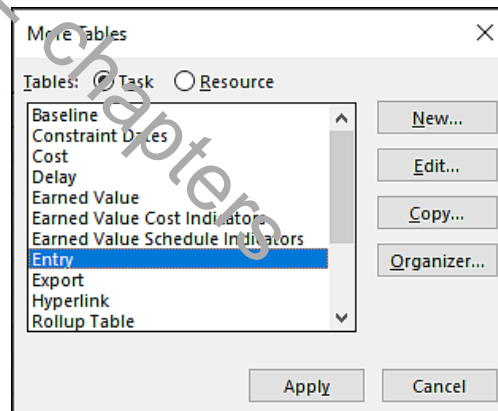 More Tables
Tables: Task Resource
Baseline
Constraint Dates
Cost
Delay
Earned Value
Earned Value Cost Indicators
Earned Value Schedule Indicators
Entry
Export
Hyperlink
Rollup Table
New...
Edit...
Copy...
Organizer...
Apply Cancel
chapters